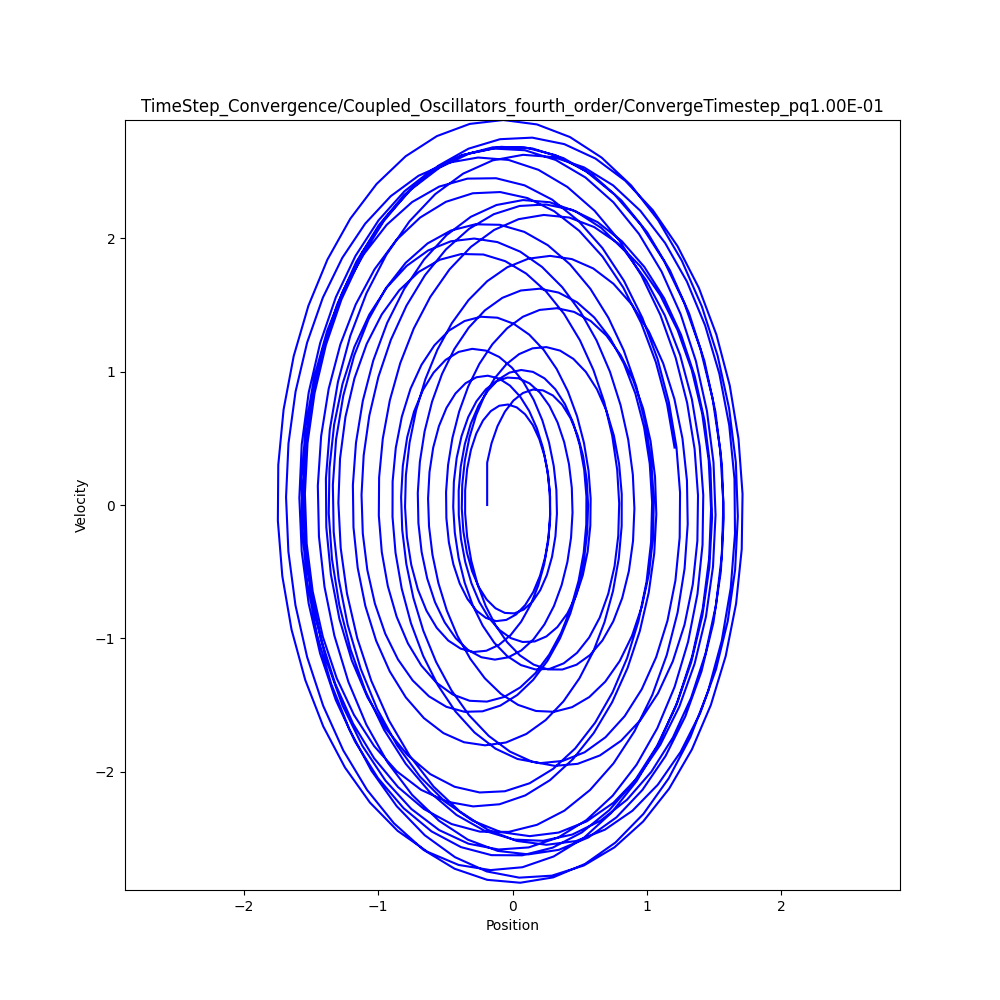 TimeStep_Convergence/Coupled_Oscillators_fourth_order/ConvergeTimestep_pq1.00E-01
2
1
0
−1
−2
Velocity
−2 −1 0 1 2
Position